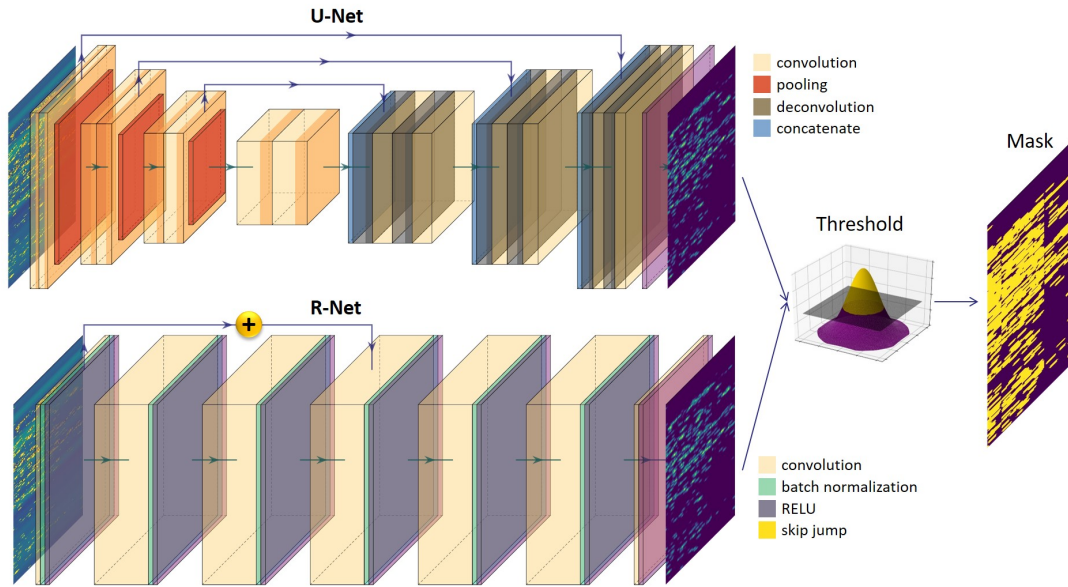 U-Net
convolution
pooling
deconvolution
concatenate
Mask
Threshold
R-Net
+
convolution
batch normalization
RELU
skip jump